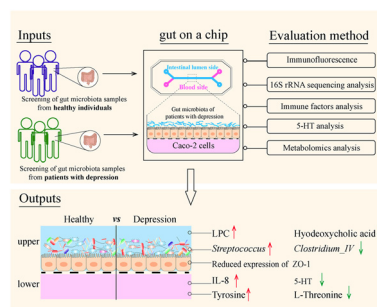 Inputs
gut on a chip
Evaluation method
Screening of gut microbiota samples
from healthy individuals
Screening of gut microbiota samples
from patients with depression
Intestinal lumen side
Blood side
Gut microbiota of
patients with depression
Caco-2 cells
Immunofluorescence
16S rRNA sequencing analysis
Immune factors analysis
5-HT analysis
Metabolomics analysis
Outputs
Healthy vs Depression
upper
lower
LPC
Streptococcus
Reduced expression of ZO-1
IL-8
Tyrosine
Hyodeoxycholic acid
Clostridium_IV
5-HT
L-Threonine